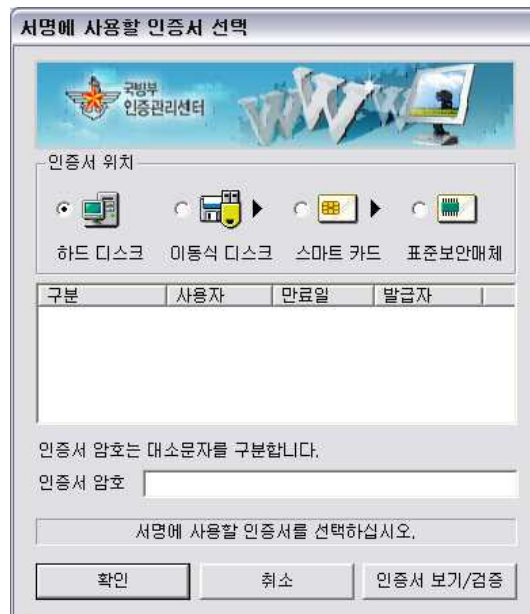 서명에 사용할 인증서 선택
국방부
인증관리센터
WWW
인증서 위치
하드 디스크 이동식 디스크 스마트 카드 표준보안매체
구분 사용자 만료일 발급자
인증서 암호는 대소문자를 구분합니다.
인증서 암호
서명에 사용할 인증서를 선택하십시오.
확인 취소 인증서 보기/검증